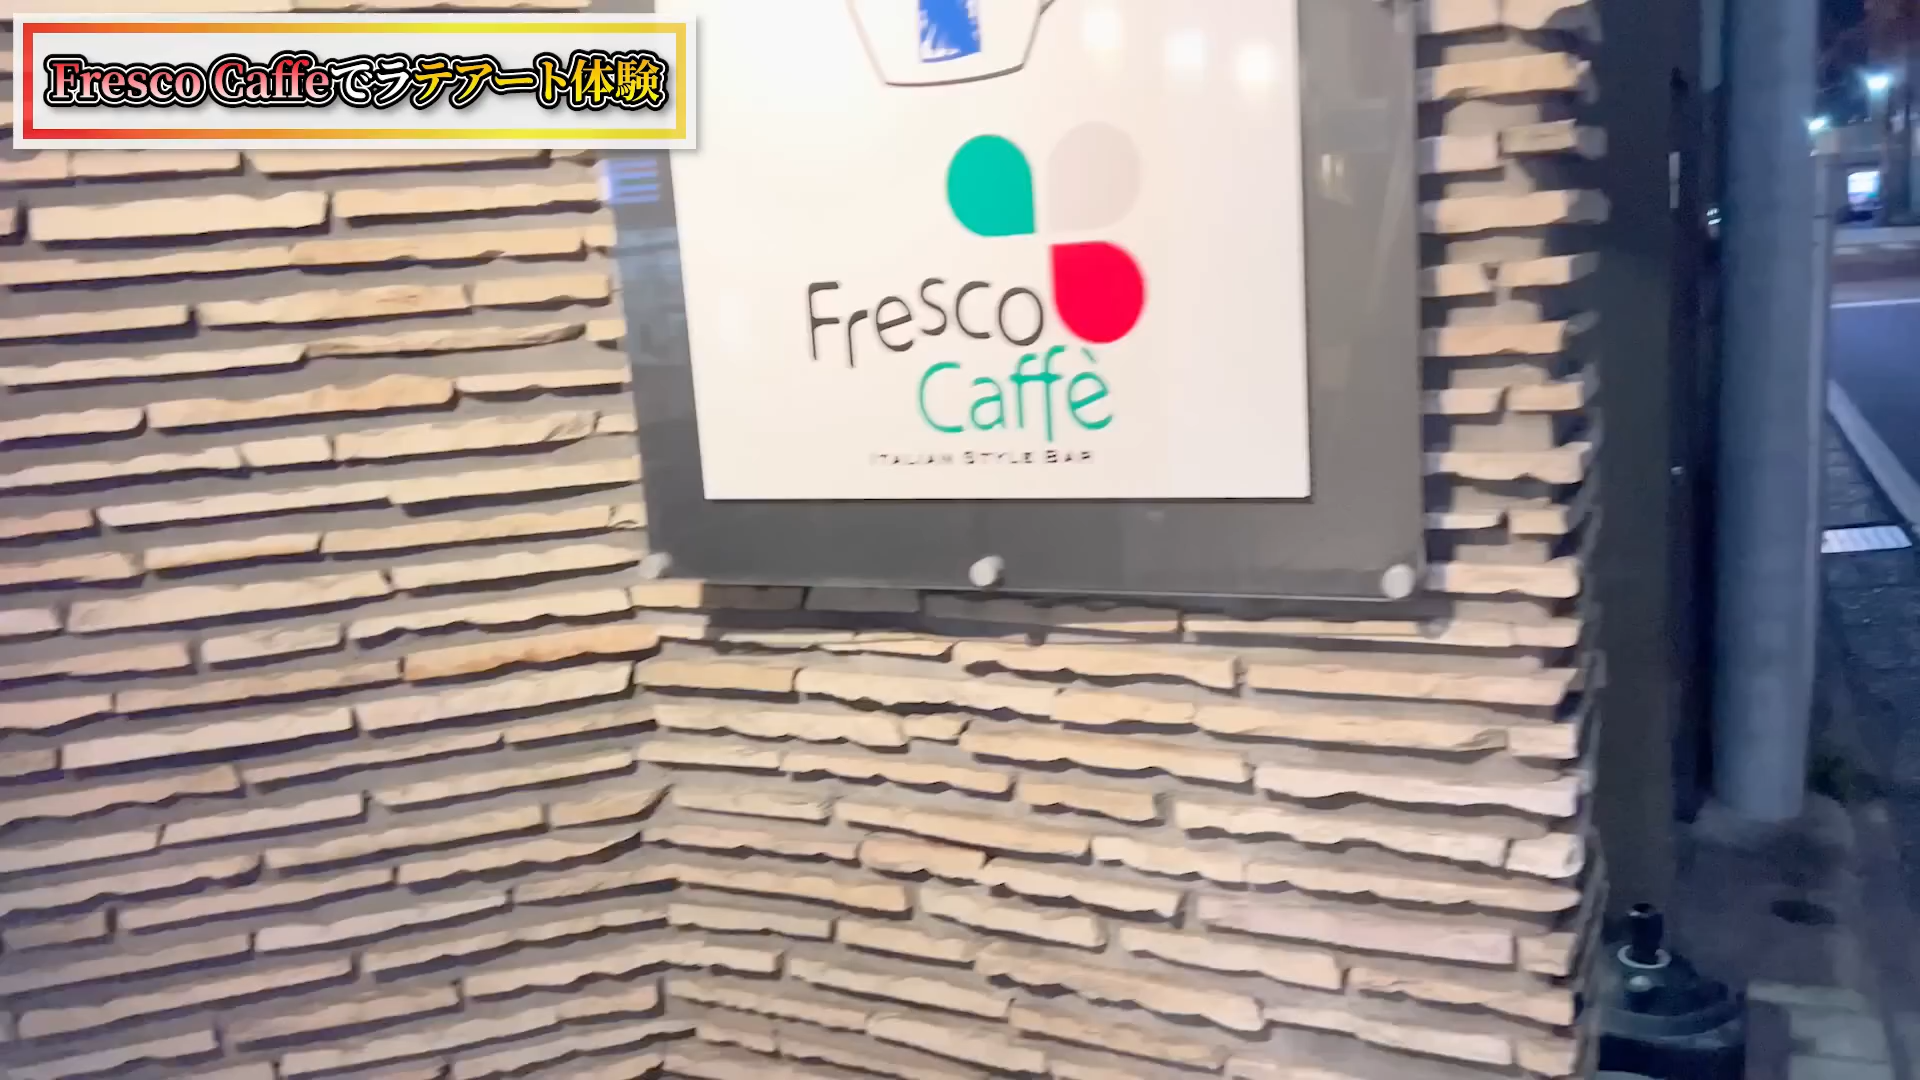 Fresco Caffeでラテアート体験
Fresco
Caffè
ITALIAN STYLE BAR